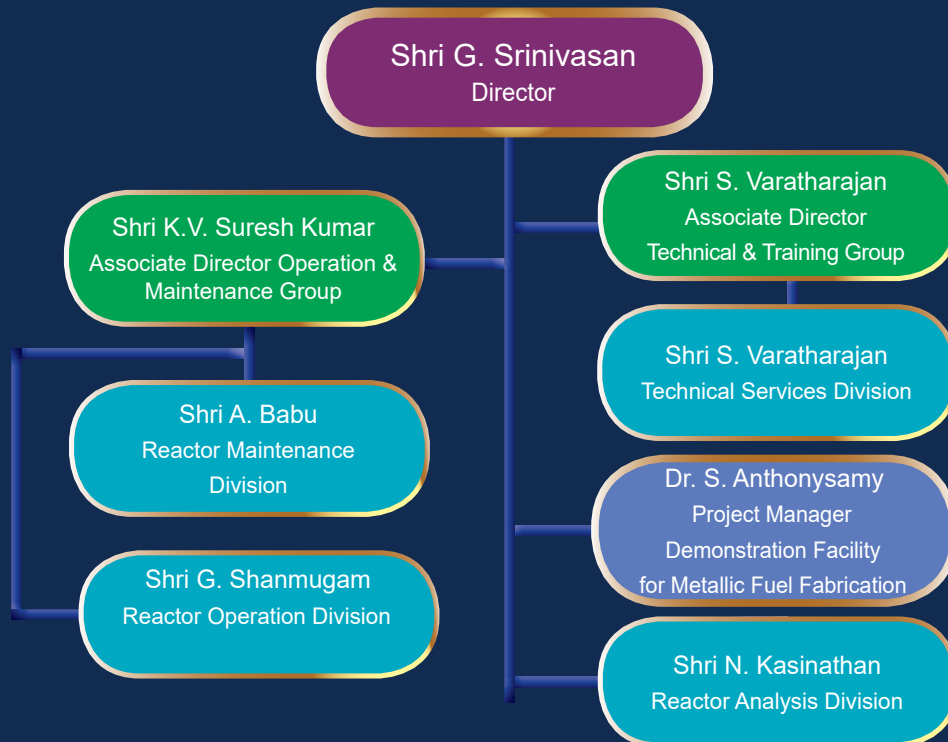 Shri G. Srinivasan
Director
Shri K.V. Suresh Kumar
Associate Director Operation &
Maintenance Group
Shri A. Babu
Reactor Maintenance
Division
Shri G. Shanmugam
Reactor Operation Division
Shri S. Varatharajan
Associate Director
Technical & Training Group
Shri S. Varatharajan
Technical Services Division
Dr. S. Anthonysamy
Project Manager
Demonstration Facility
for Metallic Fuel Fabrication
Shri N. Kasinathan
Reactor Analysis Division